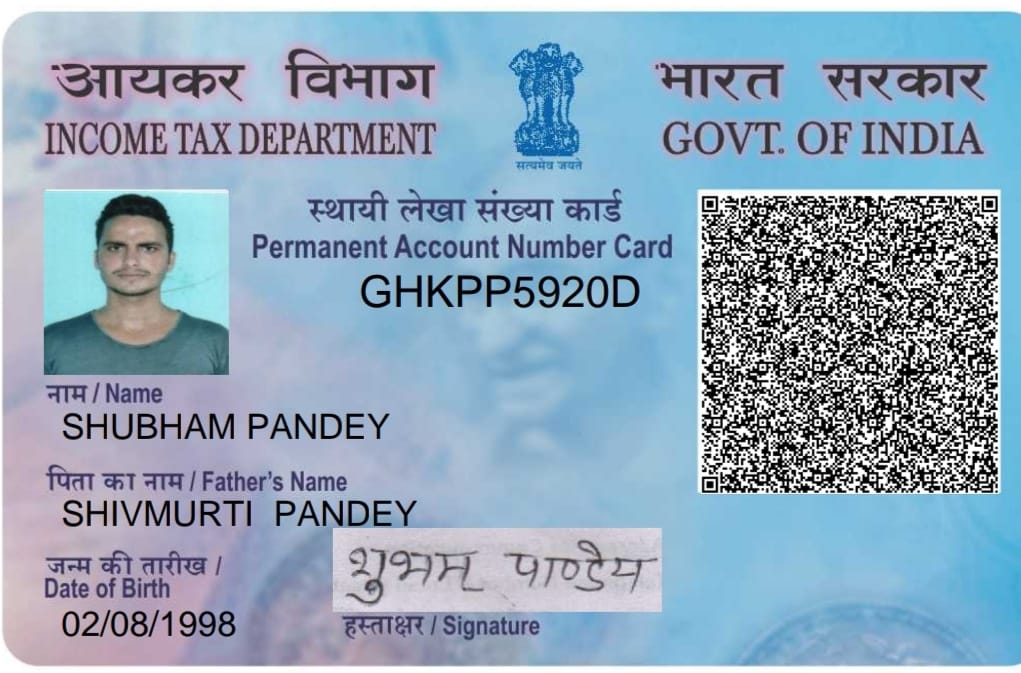 आयकर विभाग
INCOME TAX DEPARTMENT
सत्यमेव जयते
भारत सरकार
GOVT. OF INDIA
स्थायी लेखा संख्या कार्ड
Permanent Account Number Card
GHKPP5920D
नाम / Name
SHUBHAM PANDEY
पिता का नाम / Father's Name
SHIVMURTI PANDEY
जन्म की तारीख /
Date of Birth
02/08/1998
शुभम् पाण्डेय
हस्ताक्षर / Signature